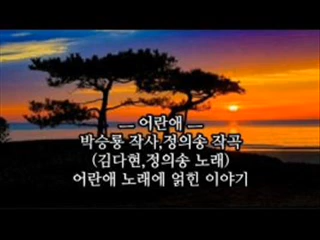 — 어란애 —
박승룡 작사,정의송 작곡
(김다현,정의송 노래)
어란애 노래에 얽힌 이야기